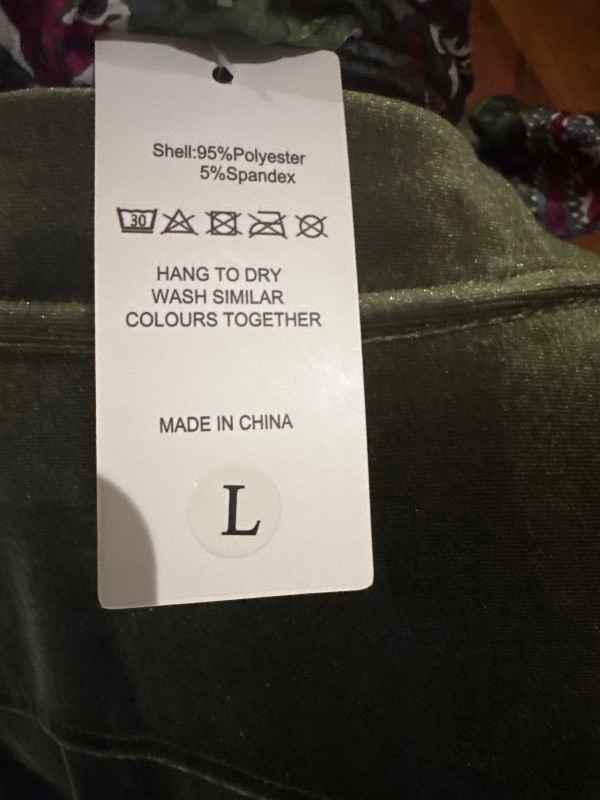 Shell:95%Polyester
5%Spandex
30
HANG TO DRY
WASH SIMILAR
COLOURS TOGETHER
MADE IN CHINA
L